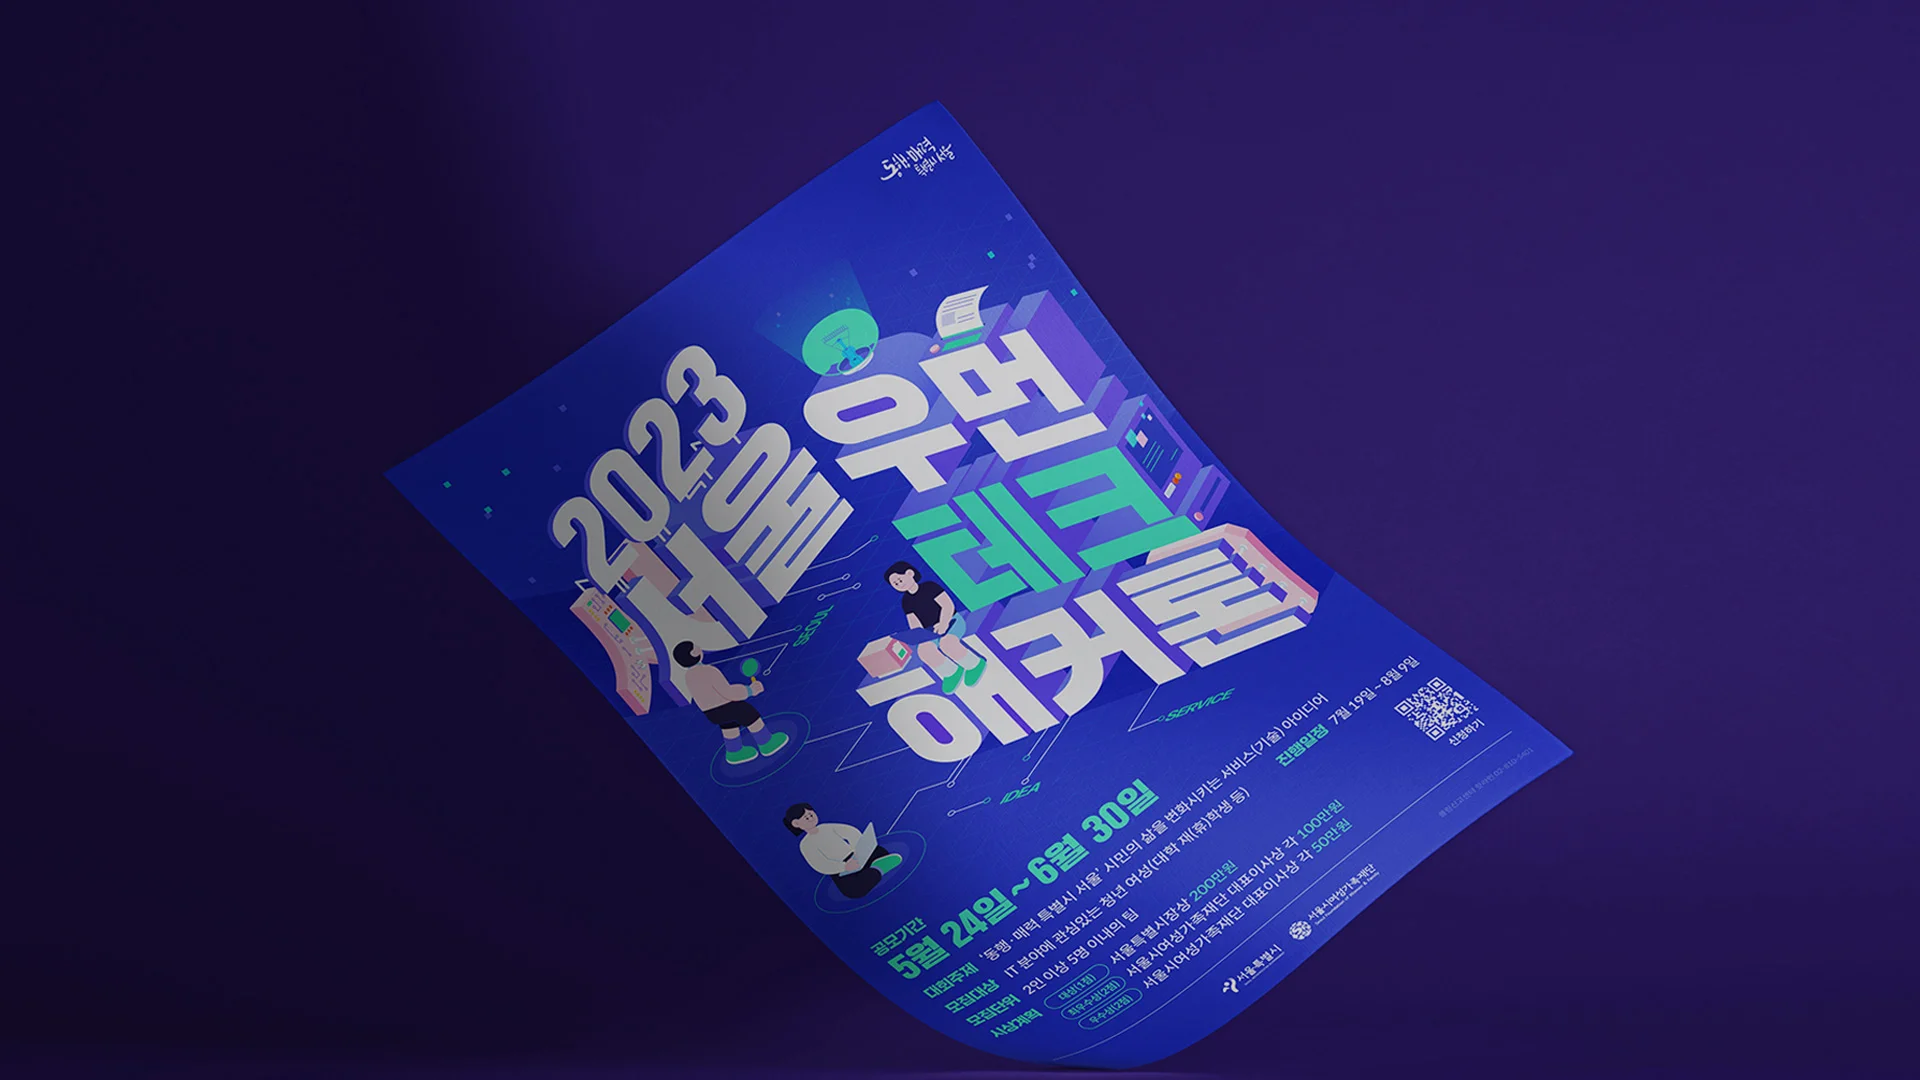 동행·매력
특별시 서울
2023
서울
우먼
테크
해커톤
SEOUL
IDEA
SERVICE
공모기간
5월 24일 ~ 6월 30일
대회주제 '동행·매력 특별시 서울' 시민의 삶을 변화시키는 서비스(기술) 아이디어
모집대상 IT 분야에 관심있는 청년 여성(대학 재(휴)학생 등)
모집단위 2인 이상 5명 이내의 팀
시상계획 대상(1점) 서울특별시장상 200만원
최우수상(2점) 서울시여성가족재단 대표이사상 각 100만원
우수상(2점) 서울시여성가족재단 대표이사상 각 50만원
진행일정 7월 19일 ~ 8월 9일
신청하기
서울특별시
서울시여성가족재단
Seoul Foundation of Women & Family